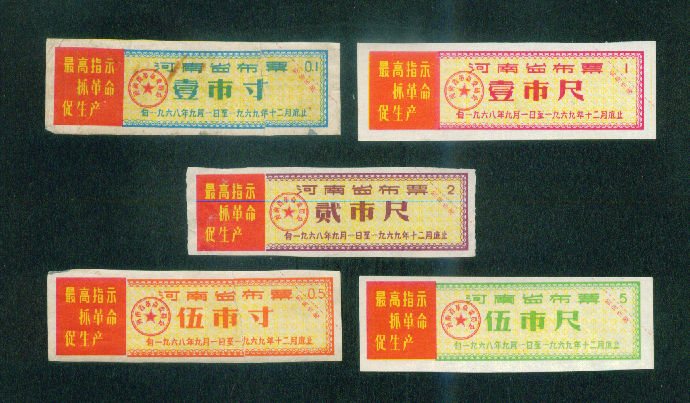 最高指示
抓革命
促生产
河南省布票
0.1
壹市寸
自一九六八年九月一日至一九六九年十二月底止
最高指示
抓革命
促生产
河南省布票
1
壹市尺
自一九六八年九月一日至一九六九年十二月底止
最高指示
抓革命
促生产
河南省布票
2
贰市尺
自一九六八年九月一日至一九六九年十二月底止
最高指示
抓革命
促生产
河南省布票
0.5
伍市寸
自一九六八年九月一日至一九六九年十二月底止
最高指示
抓革命
促生产
河南省布票
5
伍市尺
自一九六八年九月一日至一九六九年十二月底止